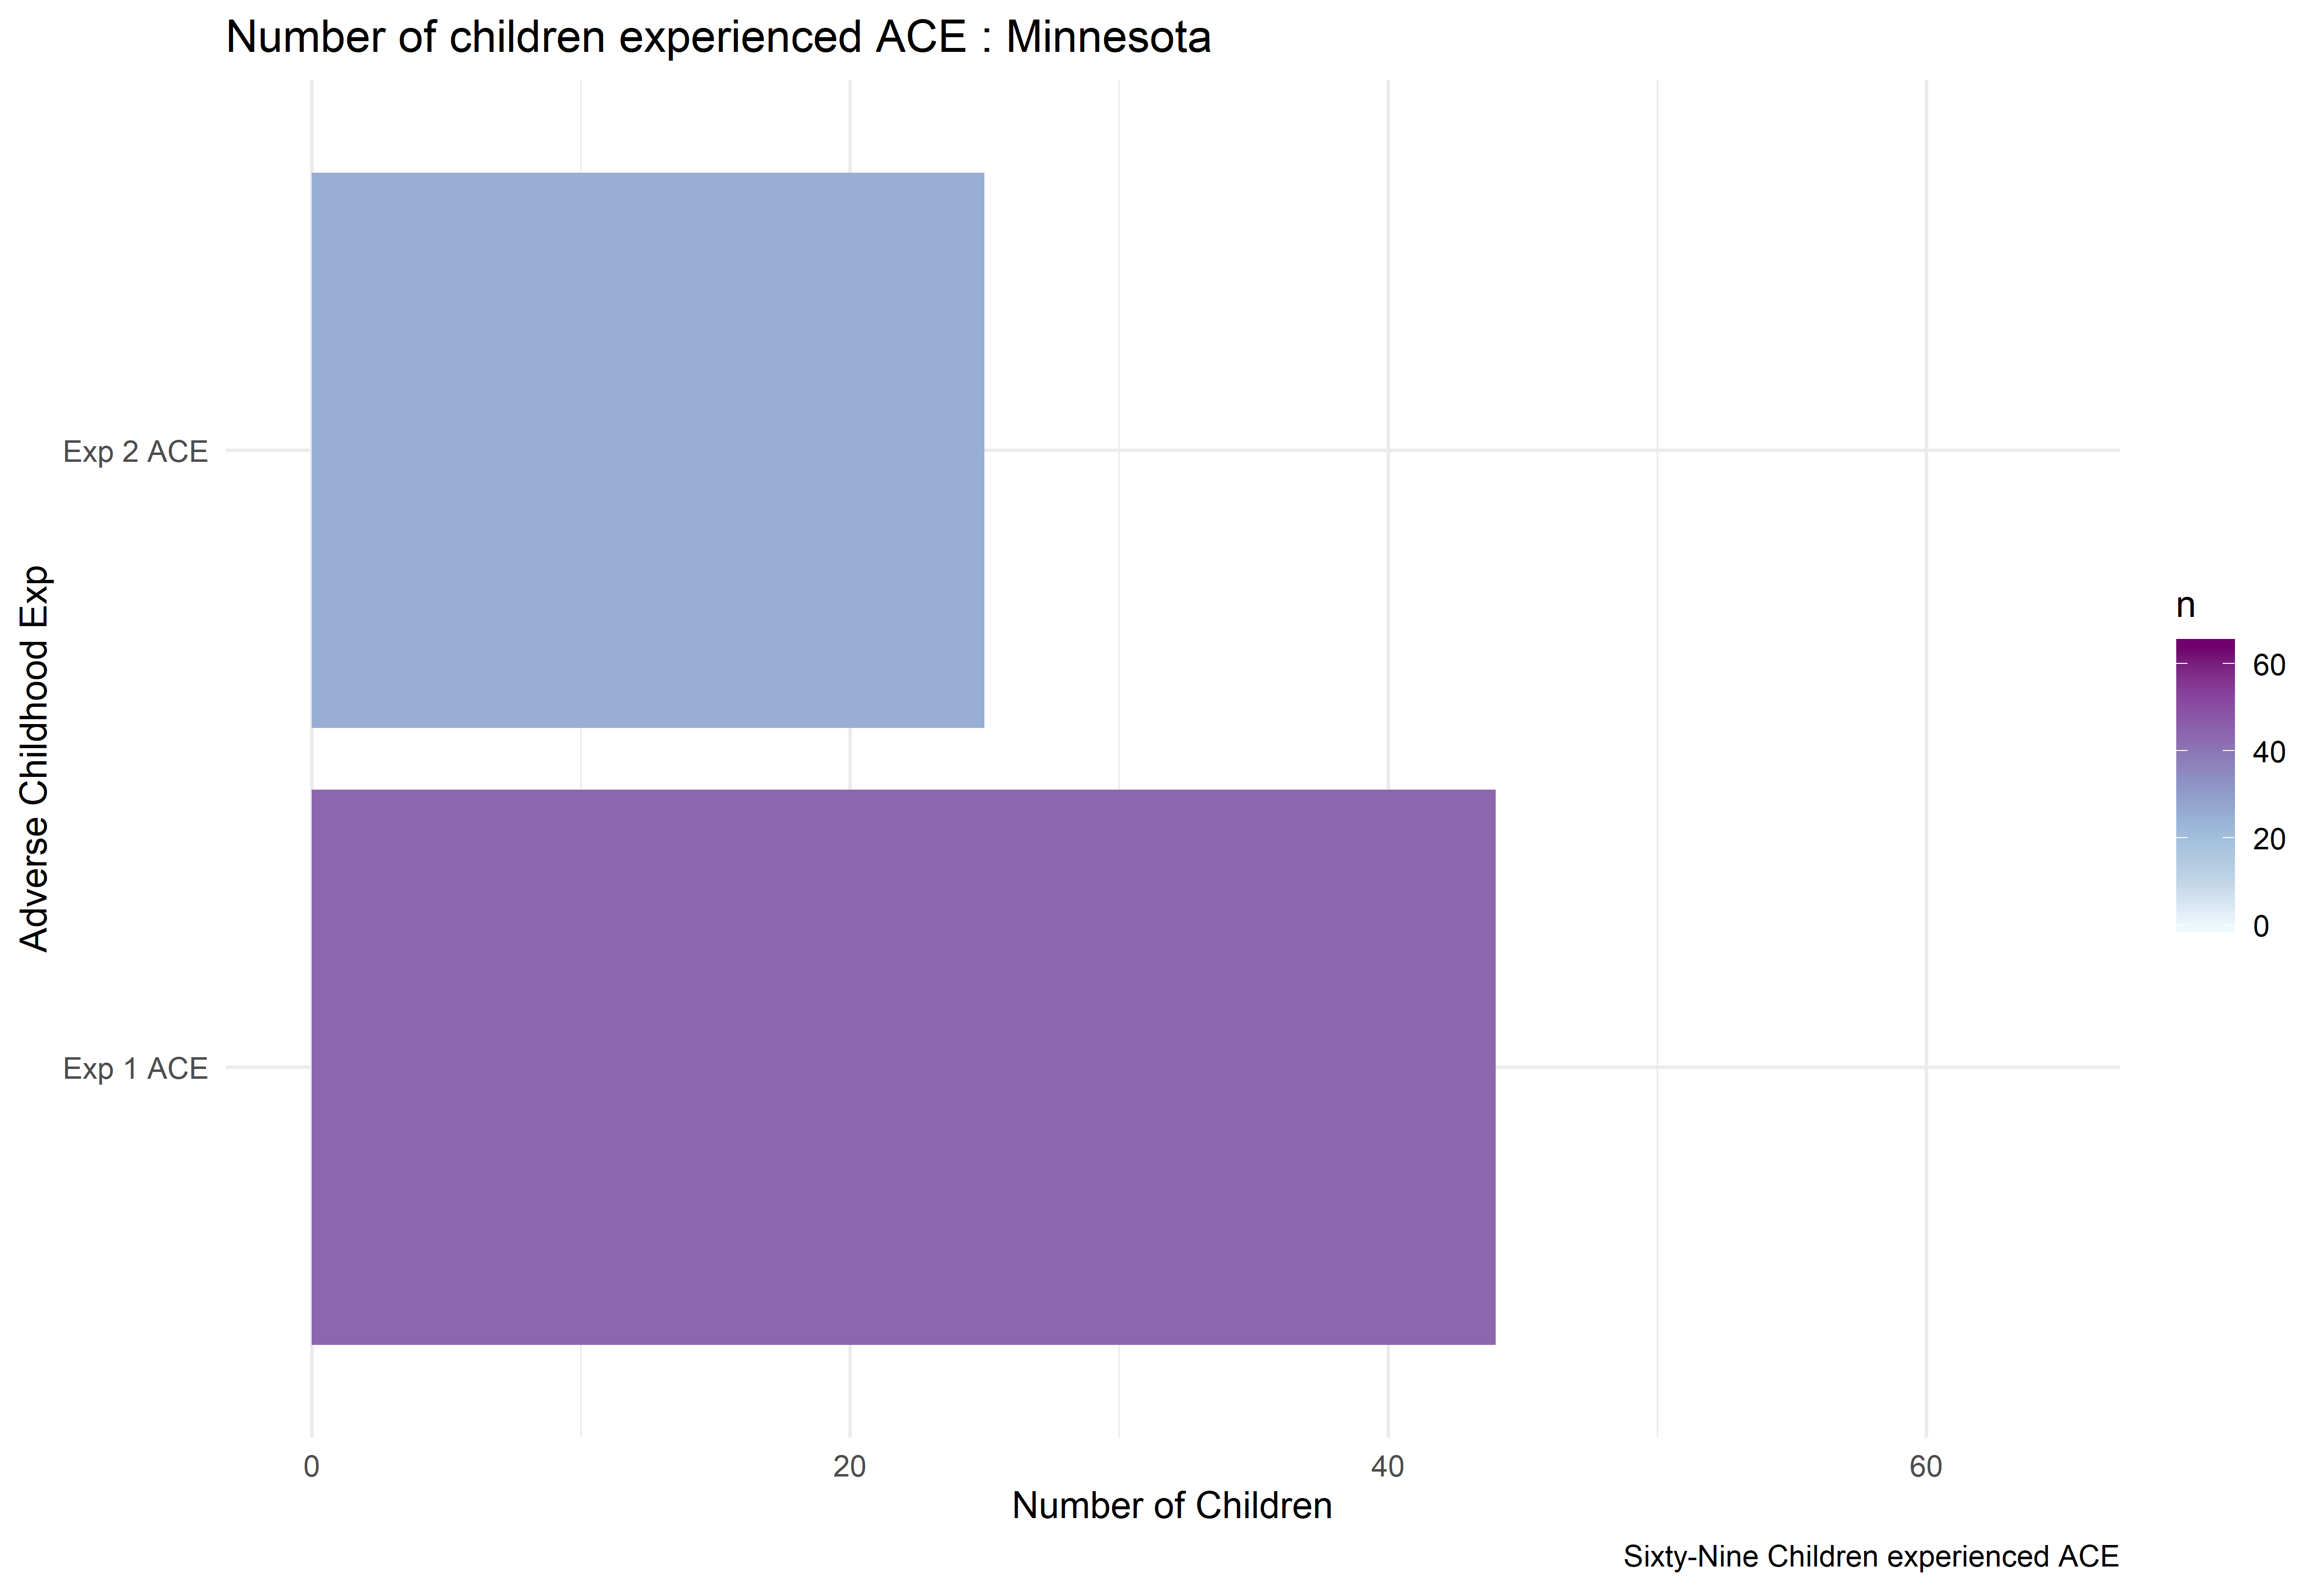 Number of children experienced ACE : Minnesota
Adverse Childhood Exp
Exp 2 ACE
Exp 1 ACE
0
20
40
60
Number of Children
n
60
40
20
0
Sixty-Nine Children experienced ACE